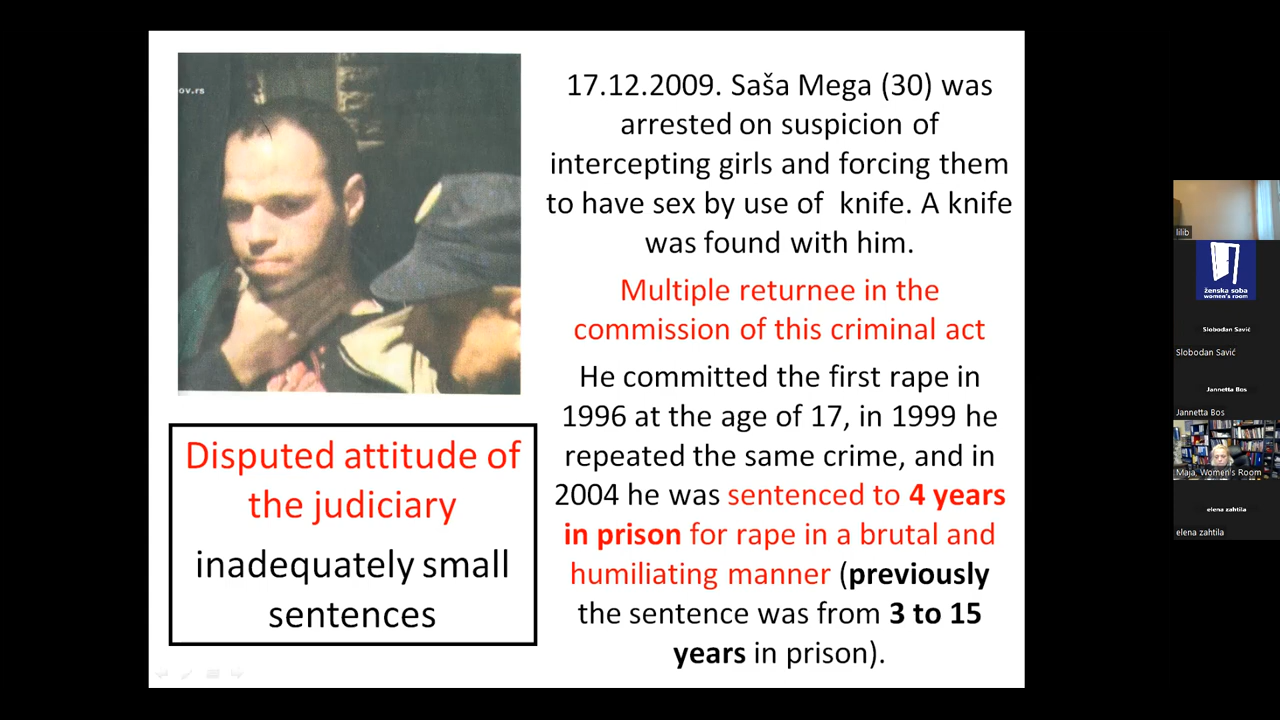 ov.rs
17.12.2009. Saša Mega (30) was
arrested on suspicion of
intercepting girls and forcing them
to have sex by use of  knife. A knife
was found with him.
Multiple returnee in the
commission of this criminal act
He committed the first rape in
1996 at the age of 17, in 1999 he
repeated the same crime, and in
2004 he was sentenced to 4 years
in prison for rape in a brutal and
humiliating manner (previously
the sentence was from 3 to 15
years in prison).
Disputed attitude of
the judiciary
inadequately small
sentences
lilib
ženska soba
women's room
Slobodan Savić
Slobodan Savić
Jannetta Bos
Jannetta Bos
Maja, Women's Room
elena zahtila
elena zahtila